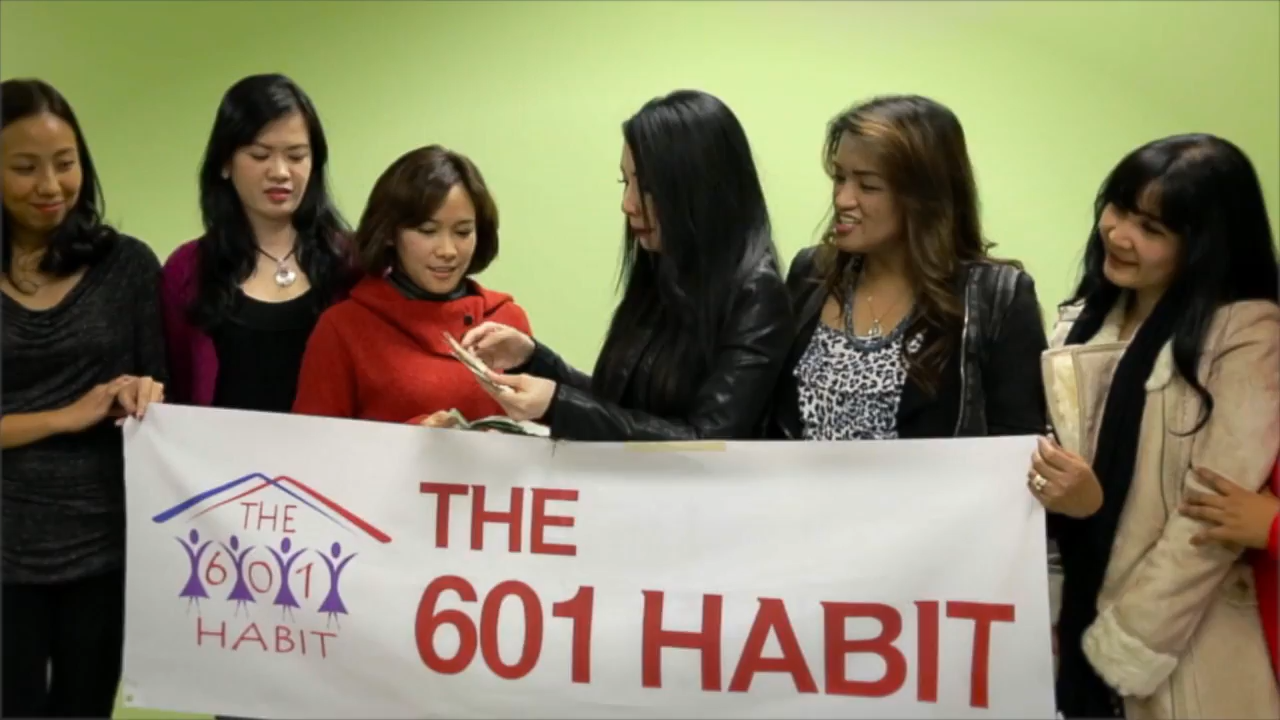 THE
601
HABIT
THE
601 HABIT